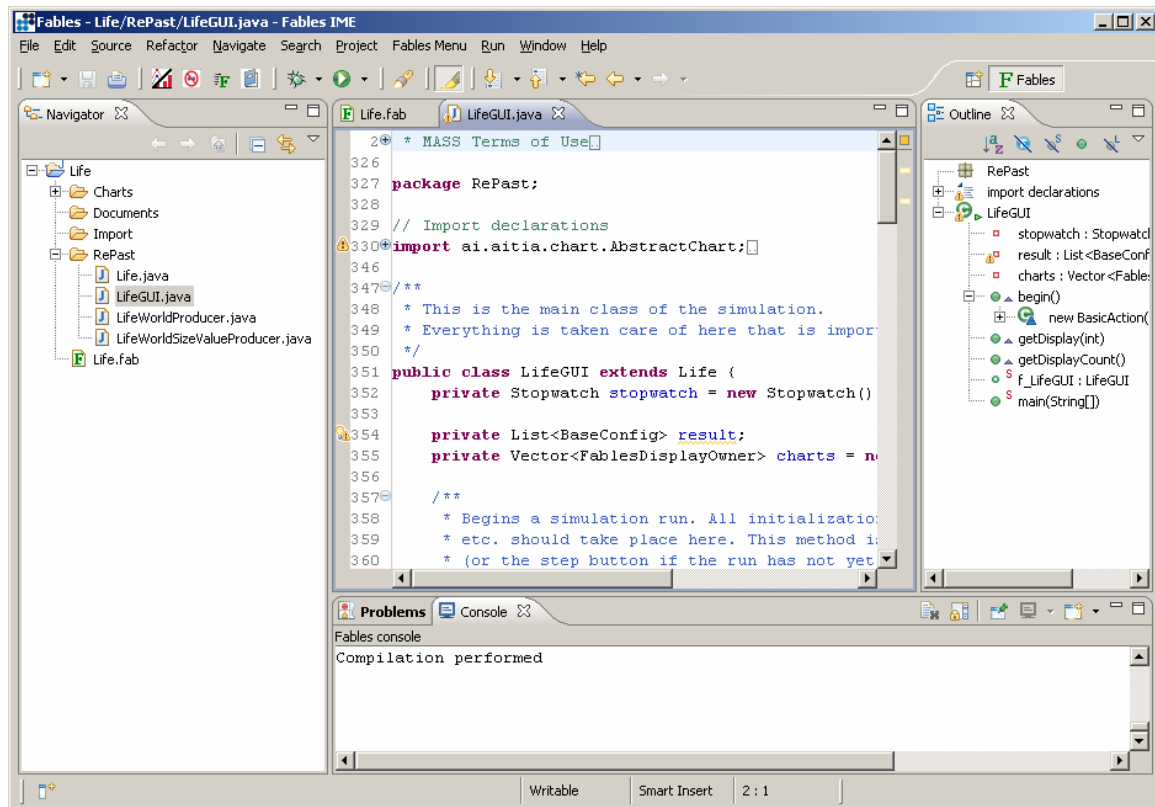 Fables - Life/RePast/LifeGUI.java - Fables IME
File Edit Source Refactor Navigate Search Project Fables Menu Run Window Help
F Fables
Navigator
Life
Charts
Documents
Import
RePast
Life.java
LifeGUI.java
LifeWorldProducer.java
LifeWorldSizeValueProducer.java
Life.fab
Life.fab LifeGUI.java
2 * MASS Terms of Use
326
327 package RePast;
328
329 // Import declarations
330 import ai.aitia.chart.AbstractChart;
346
347 /**
348 * This is the main class of the simulation.
349 * Everything is taken care of here that is impor
350 */
351 public class LifeGUI extends Life {
352 private Stopwatch stopwatch = new Stopwatch()
353
354 private List<BaseConfig> result;
355 private Vector<FablesDisplayOwner> charts = ne
356
357 /**
358 * Begins a simulation run. All initializatio
359 * etc. should take place here. This method i
360 * (or the step button if the run has not yet
Outline
RePast
import declarations
LifeGUI
stopwatch : Stopwatcl
result : List<BaseConf
charts : Vector<Fable
begin()
new BasicAction(
getDisplay(int)
getDisplayCount()
f_LifeGUI : LifeGUI
main(String[])
Problems Console
Fables console
Compilation performed
Writable Smart Insert 2 : 1